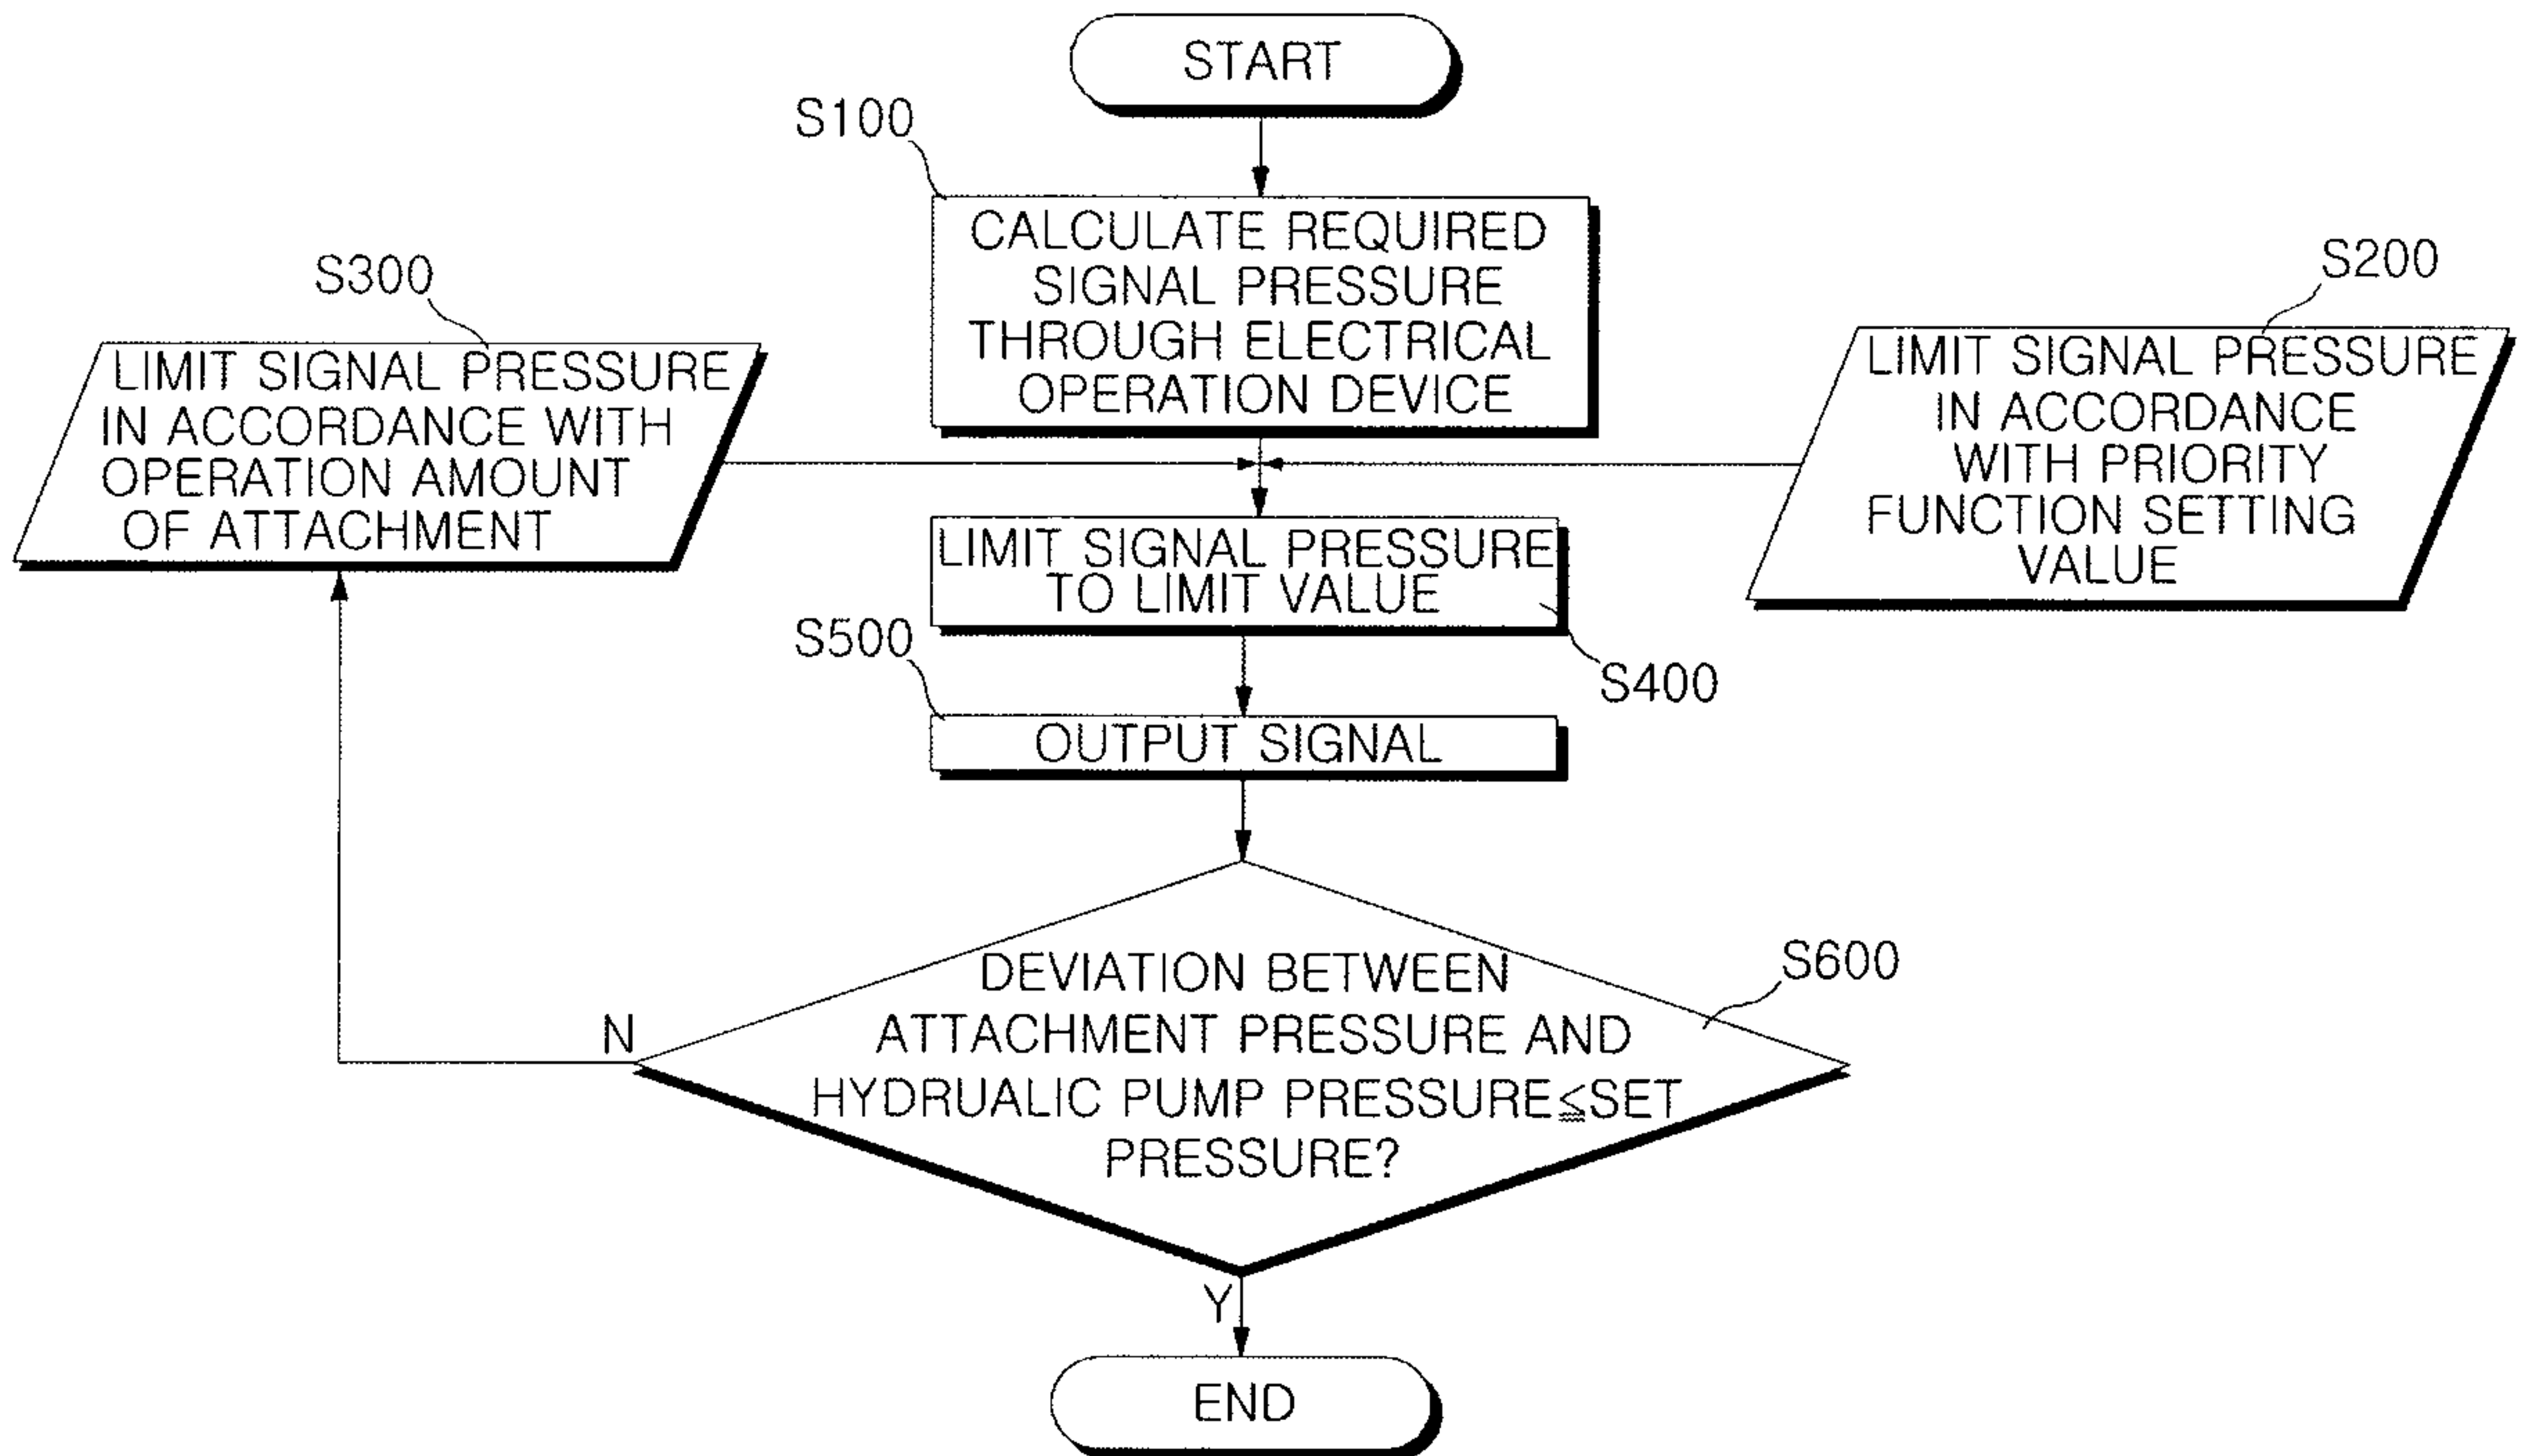 START
S100
CALCULATE REQUIRED
SIGNAL PRESSURE
THROUGH ELECTRICAL
OPERATION DEVICE
S300
LIMIT SIGNAL PRESSURE
IN ACCORDANCE WITH
OPERATION AMOUNT
OF ATTACHMENT
S200
LIMIT SIGNAL PRESSURE
IN ACCORDANCE
WITH PRIORITY
FUNCTION SETTING
VALUE
LIMIT SIGNAL PRESSURE
TO LIMIT VALUE
S400
S500
OUTPUT SIGNAL
S600
DEVIATION BETWEEN
ATTACHMENT PRESSURE AND
HYDRUALIC PUMP PRESSURE≦SET
PRESSURE?
N
Y
END